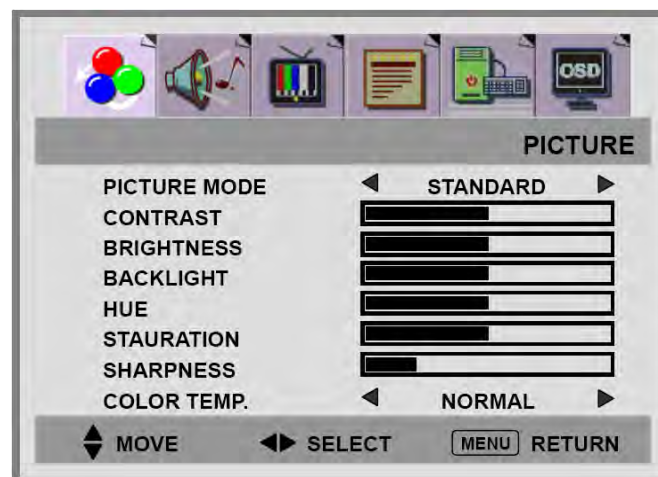 OSD
PICTURE
PICTURE MODE STANDARD
CONTRAST
BRIGHTNESS
BACKLIGHT
HUE
STAURATION
SHARPNESS
COLOR TEMP. NORMAL
MOVE SELECT MENU RETURN